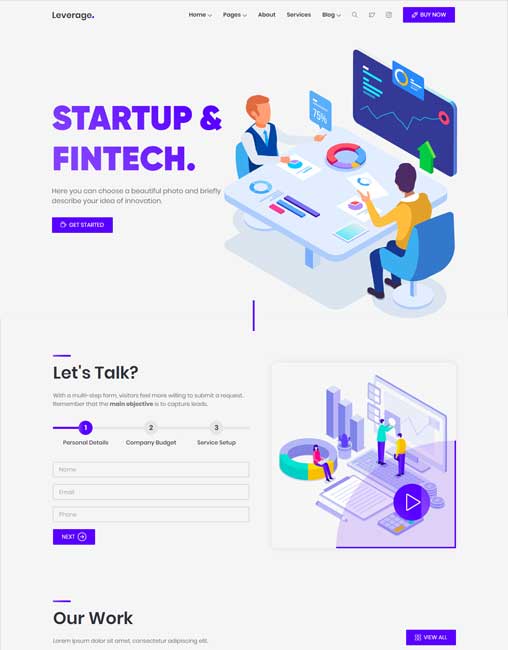 Leverage.
Home Pages About Services Blog BUY NOW
75%
STARTUP &
FINTECH.
Here you can choose a beautiful photo and briefly
describe your idea of innovation.
GET STARTED
Let's Talk?
With a multi-step form, visitors feel more willing to submit a request.
Remember that the main objective is to capture leads.
1 2 3
Personal Details Company Budget Service Setup
Name
Email
Phone
NEXT
Our Work
Lorem ipsum dolor sit amet, consectetur adipiscing elit.
VIEW ALL